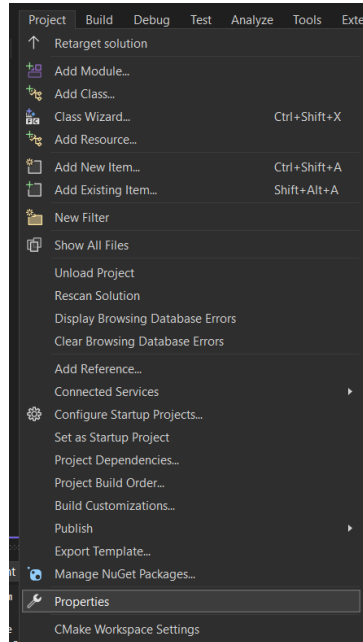 Project Build Debug Test Analyze Tools Exte
Retarget solution
Add Module...
Add Class...
Class Wizard... Ctrl+Shift+X
Add Resource...
Add New Item... Ctrl+Shift+A
Add Existing Item... Shift+Alt+A
New Filter
Show All Files
Unload Project
Rescan Solution
Display Browsing Database Errors
Clear Browsing Database Errors
Add Reference...
Connected Services
Configure Startup Projects...
Set as Startup Project
Project Dependencies...
Project Build Order...
Build Customizations...
Publish
Export Template...
Manage NuGet Packages...
Properties
CMake Workspace Settings